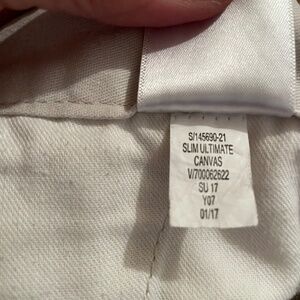 S/145690-21
SLIM ULTIMATE
CANVAS
V/700062622
SU 17
Y07
01/17